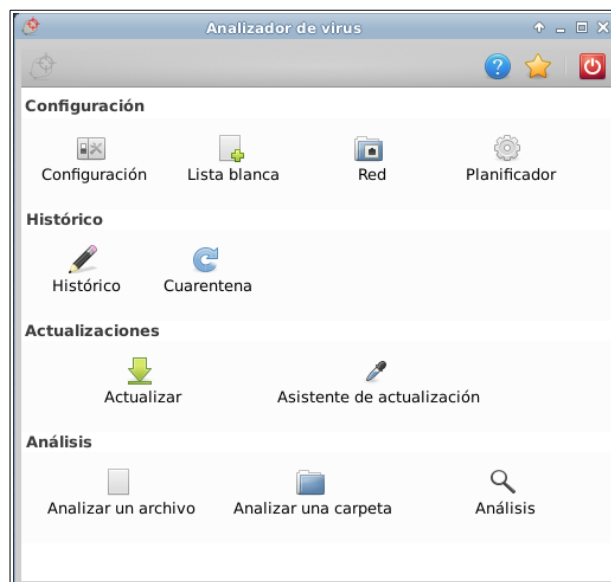 Analizador de virus
Configuración
Configuración Lista blanca Red Planificador
Histórico
Histórico Cuarentena
Actualizaciones
Actualizar Asistente de actualización
Análisis
Analizar un archivo Analizar una carpeta Análisis